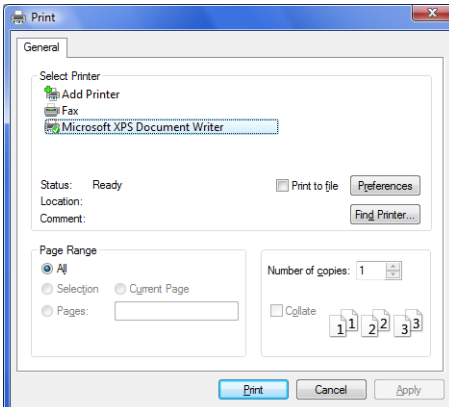 Print
General
Select Printer
Add Printer
Fax
Microsoft XPS Document Writer
Status: Ready
Print to file
Preferences
Location:
Comment:
Find Printer...
Page Range
All
Selection
Current Page
Pages:
Number of copies: 1
Collate
1 1 2 2 3 3
Print
Cancel
Apply